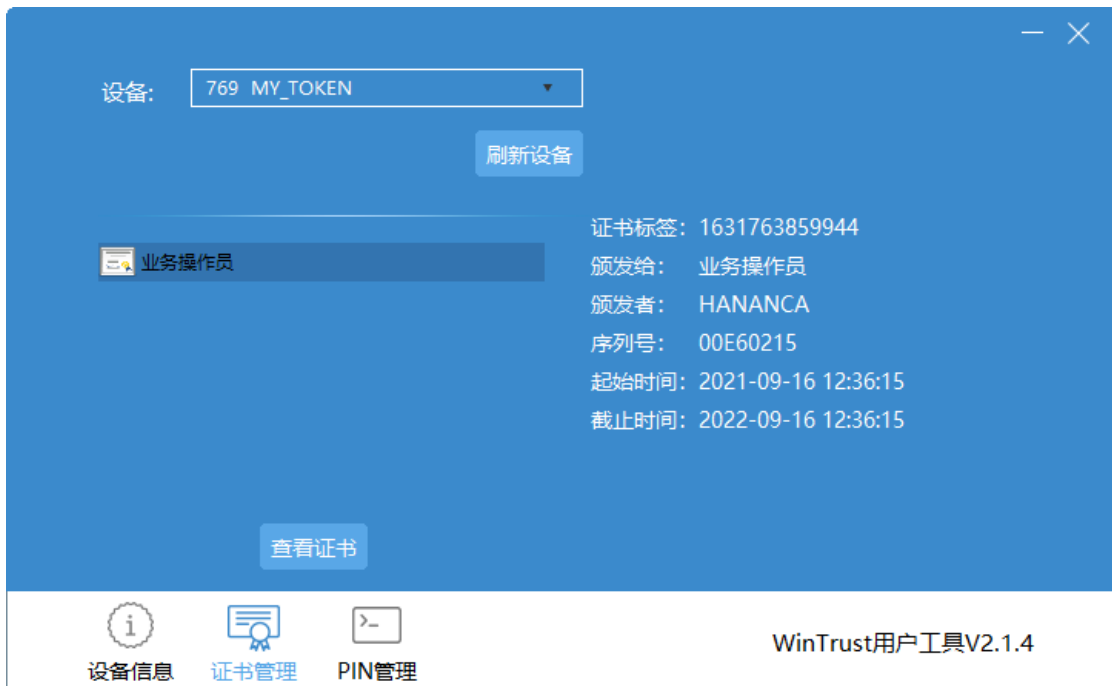 设备: 769 MY_TOKEN
刷新设备
业务操作员
证书标签: 1631763859944
颁发给: 业务操作员
颁发者: HANANCA
序列号: 00E60215
起始时间: 2021-09-16 12:36:15
截止时间: 2022-09-16 12:36:15
查看证书
设备信息 证书管理 PIN管理 WinTrust用户工具V2.1.4